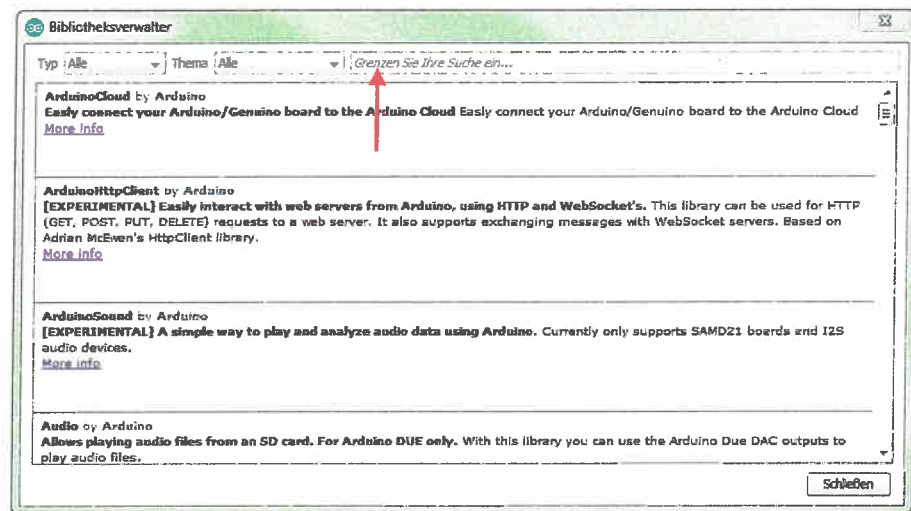 Bibliotheksverwalter
Typ Alle Thema Alle Grenzen Sie Ihre Suche ein...
ArduinoCloud by Arduino
Easly connect your Arduino/Genuino board to the Arduino Cloud Easly connect your Arduino/Genuino board to the Arduino Cloud
More info
ArduinoHttpClient by Arduino
[EXPERIMENTAL] Easily interact with web servers from Arduino, using HTTP and WebSocket's. This library can be used for HTTP
(GET, POST, PUT, DELETE) requests to a web server. It also supports exchanging messages with WebSocket servers. Based on
Adrian McEwen's HttpClient library.
More info
ArduinoSound by Arduino
[EXPERIMENTAL] A simple way to play and analyze audio data using Arduino. Currently only supports SAMD21 boards and I2S
audio devices.
More info
Audio by Arduino
Allows playing audio files from an SD card. For Arduino DUE only. With this library you can use the Arduino Due DAC outputs to
play audio files.
Schließen